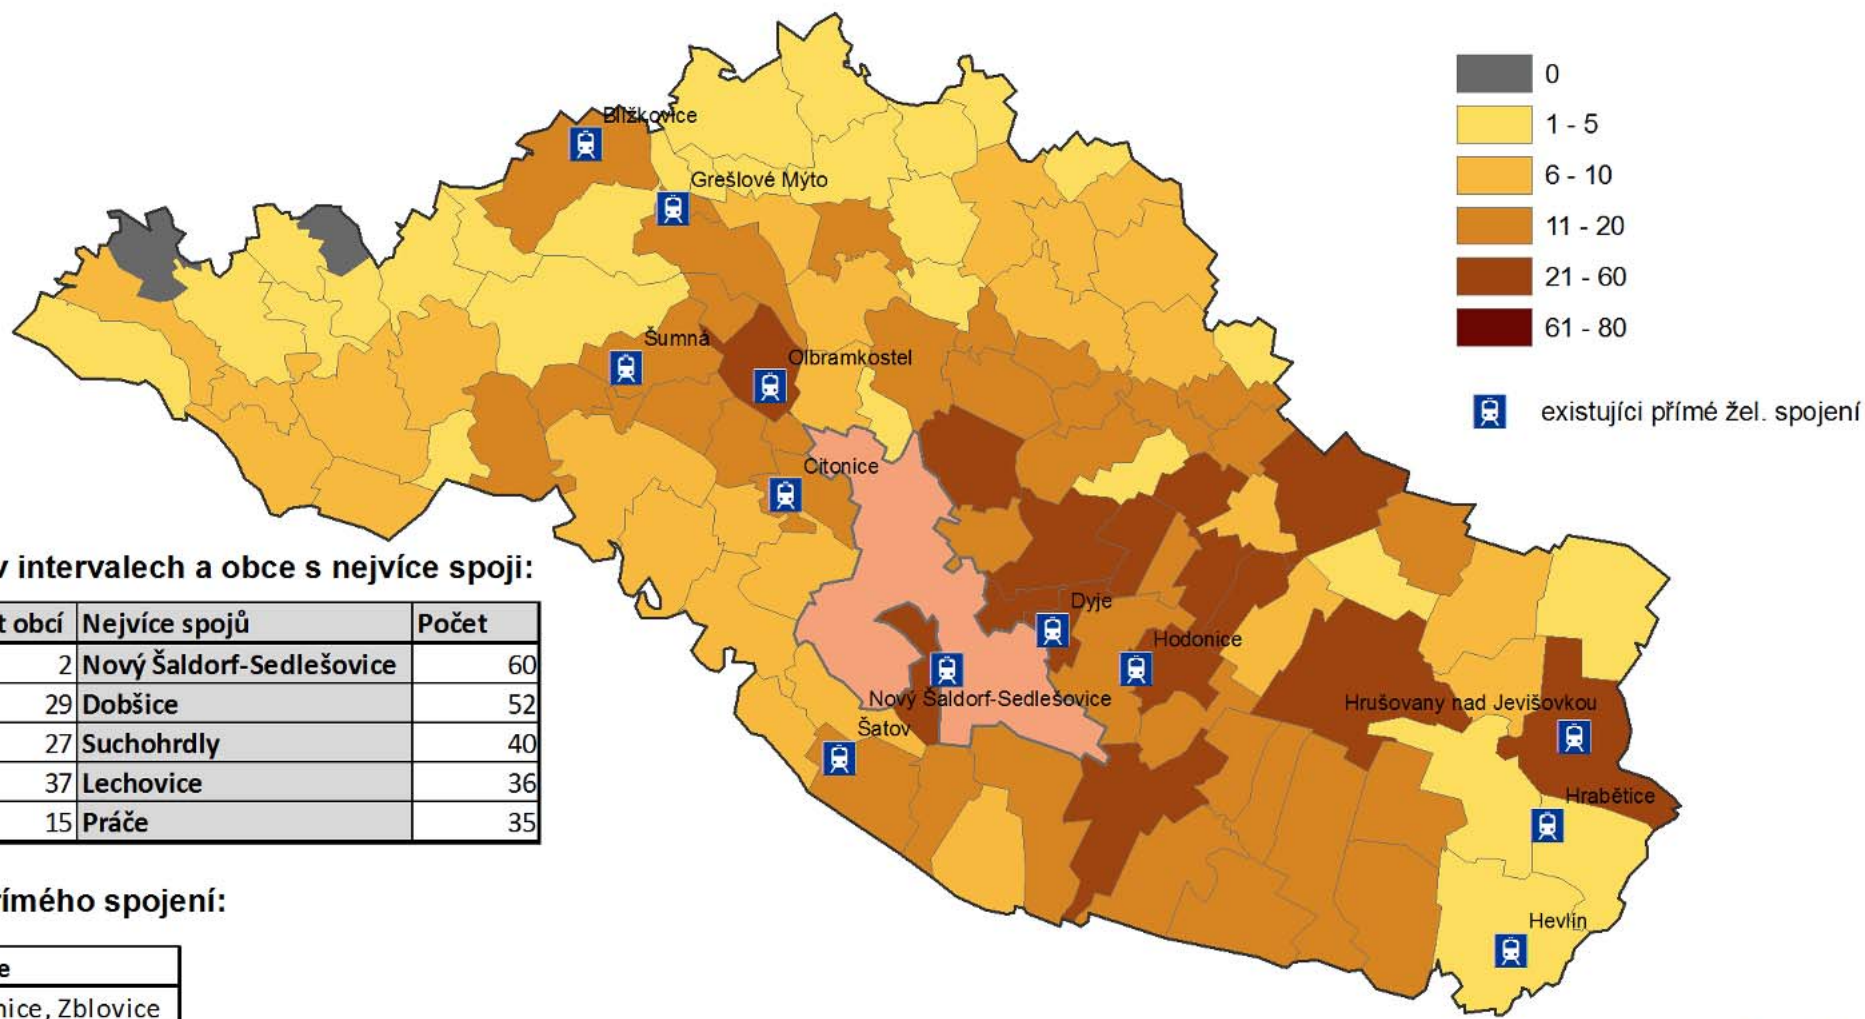 Blížkovice
Grešlové Mýto
Šumná
Olbramkostel
Citonice
Dyje
Hodonice
Nový Šaldorf-Sedlešovice
Hrušovany nad Jevišovkou
Šatov
Hrabětice
Hevlín
0
1 - 5
6 - 10
11 - 20
21 - 60
61 - 80
existujíci přímé žel. spojení
v intervalech a obce s nejvíce spoji:
t obcí Nejvíce spojů Počet
2 Nový Šaldorf-Sedlešovice 60
29 Dobšice 52
27 Suchohrdly 40
37 Lechovice 36
15 Práče 35
římého spojení:
e
nice, Zblovice